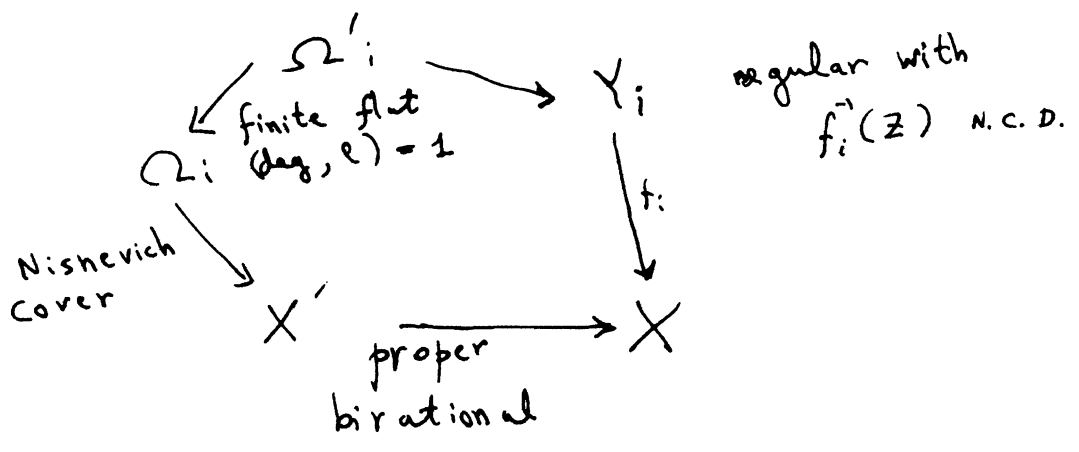 Ω'ᵢ
Yᵢ
regular with
fᵢ⁻¹(Z) N.C.D.
finite flat
(deg, ℓ) = 1
Ωᵢ
fᵢ
Nisnevich
cover
X'
X
proper
birational